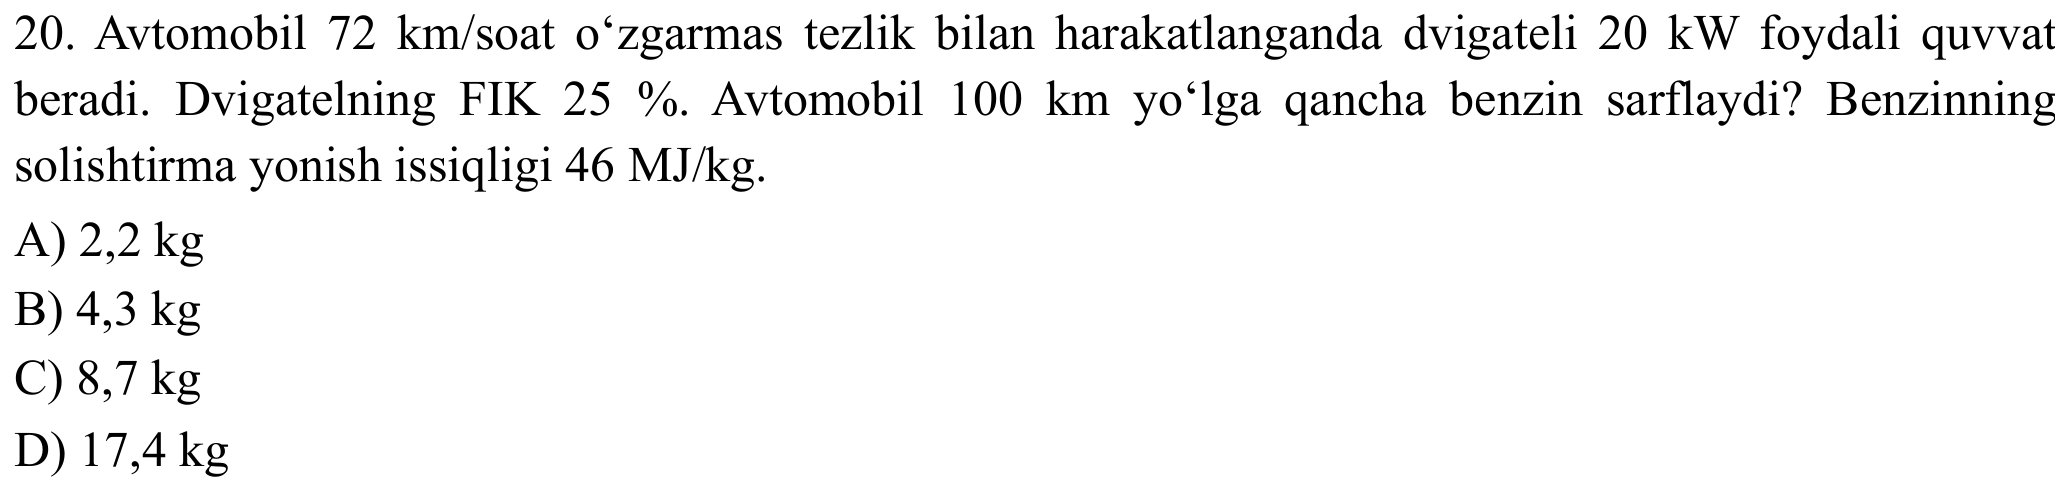 20. Avtomobil 72 km/soat o‘zgarmas tezlik bilan harakatlanganda dvigateli 20 kW foydali quvvat
beradi. Dvigatelning FIK 25 %. Avtomobil 100 km yo‘lga qancha benzin sarflaydi? Benzinning
solishtirma yonish issiqligi 46 MJ/kg.
A) 2,2 kg
B) 4,3 kg
C) 8,7 kg
D) 17,4 kg